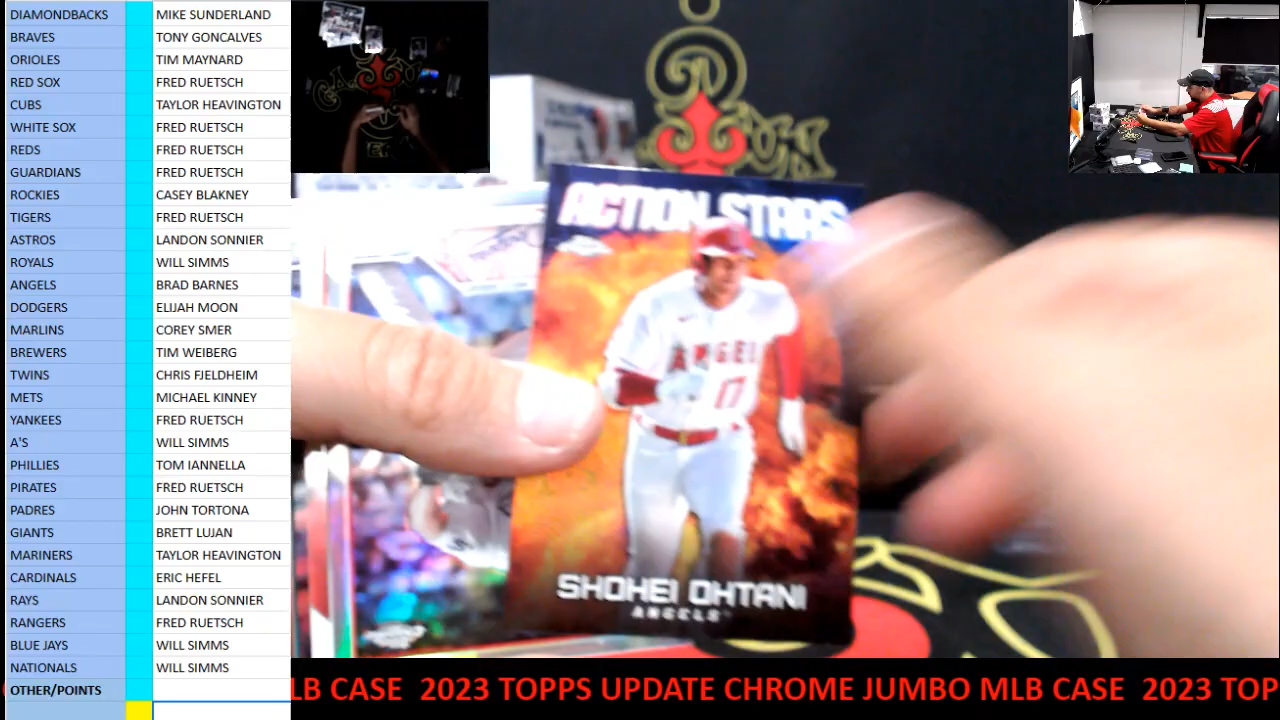 DIAMONDBACKS MIKE SUNDERLAND
BRAVES TONY GONCALVES
ORIOLES TIM MAYNARD
RED SOX FRED RUETSCH
CUBS TAYLOR HEAVINGTON
WHITE SOX FRED RUETSCH
REDS FRED RUETSCH
GUARDIANS FRED RUETSCH
ROCKIES CASEY BLAKNEY
TIGERS FRED RUETSCH
ASTROS LANDON SONNIER
ROYALS WILL SIMMS
ANGELS BRAD BARNES
DODGERS ELIJAH MOON
MARLINS COREY SMER
BREWERS TIM WEIBERG
TWINS CHRIS FJELDHEIM
METS MICHAEL KINNEY
YANKEES FRED RUETSCH
A'S WILL SIMMS
PHILLIES TOM IANNELLA
PIRATES FRED RUETSCH
PADRES JOHN TORTONA
GIANTS BRETT LUJAN
MARINERS TAYLOR HEAVINGTON
CARDINALS ERIC HEFEL
RAYS LANDON SONNIER
RANGERS FRED RUETSCH
BLUE JAYS WILL SIMMS
NATIONALS WILL SIMMS
OTHER/POINTS
ACTION STARS
ANGEL
17
SHOHEI OHTANI
ANGELS
LB CASE 2023 TOPPS UPDATE CHROME JUMBO MLB CASE 2023 TOP